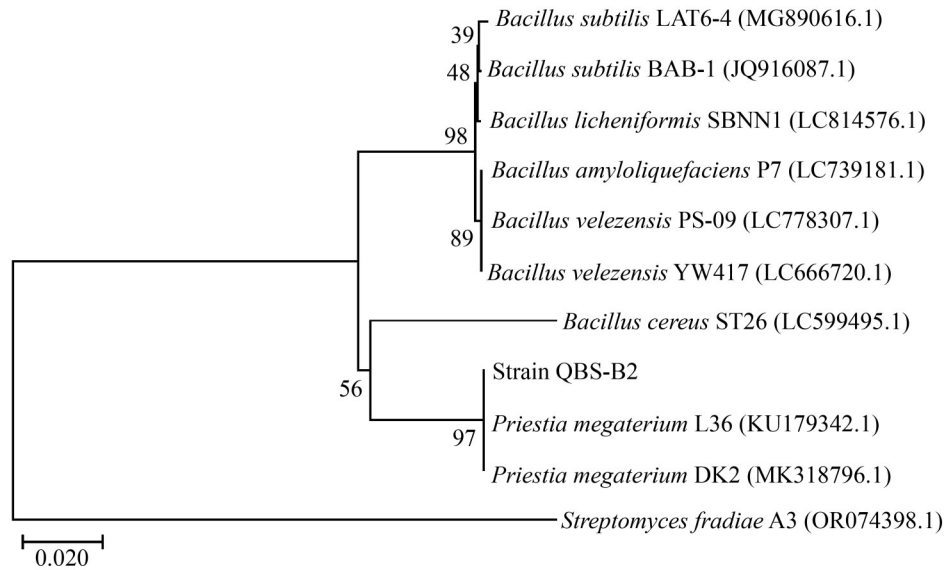 Bacillus subtilis LAT6-4 (MG890616.1)
39
48
Bacillus subtilis BAB-1 (JQ916087.1)
Bacillus licheniformis SBNN1 (LC814576.1)
98
Bacillus amyloliquefaciens P7 (LC739181.1)
Bacillus velezensis PS-09 (LC778307.1)
89
Bacillus velezensis YW417 (LC666720.1)
Bacillus cereus ST26 (LC599495.1)
Strain QBS-B2
56
Priestia megaterium L36 (KU179342.1)
97
Priestia megaterium DK2 (MK318796.1)
Streptomyces fradiae A3 (OR074398.1)
0.020